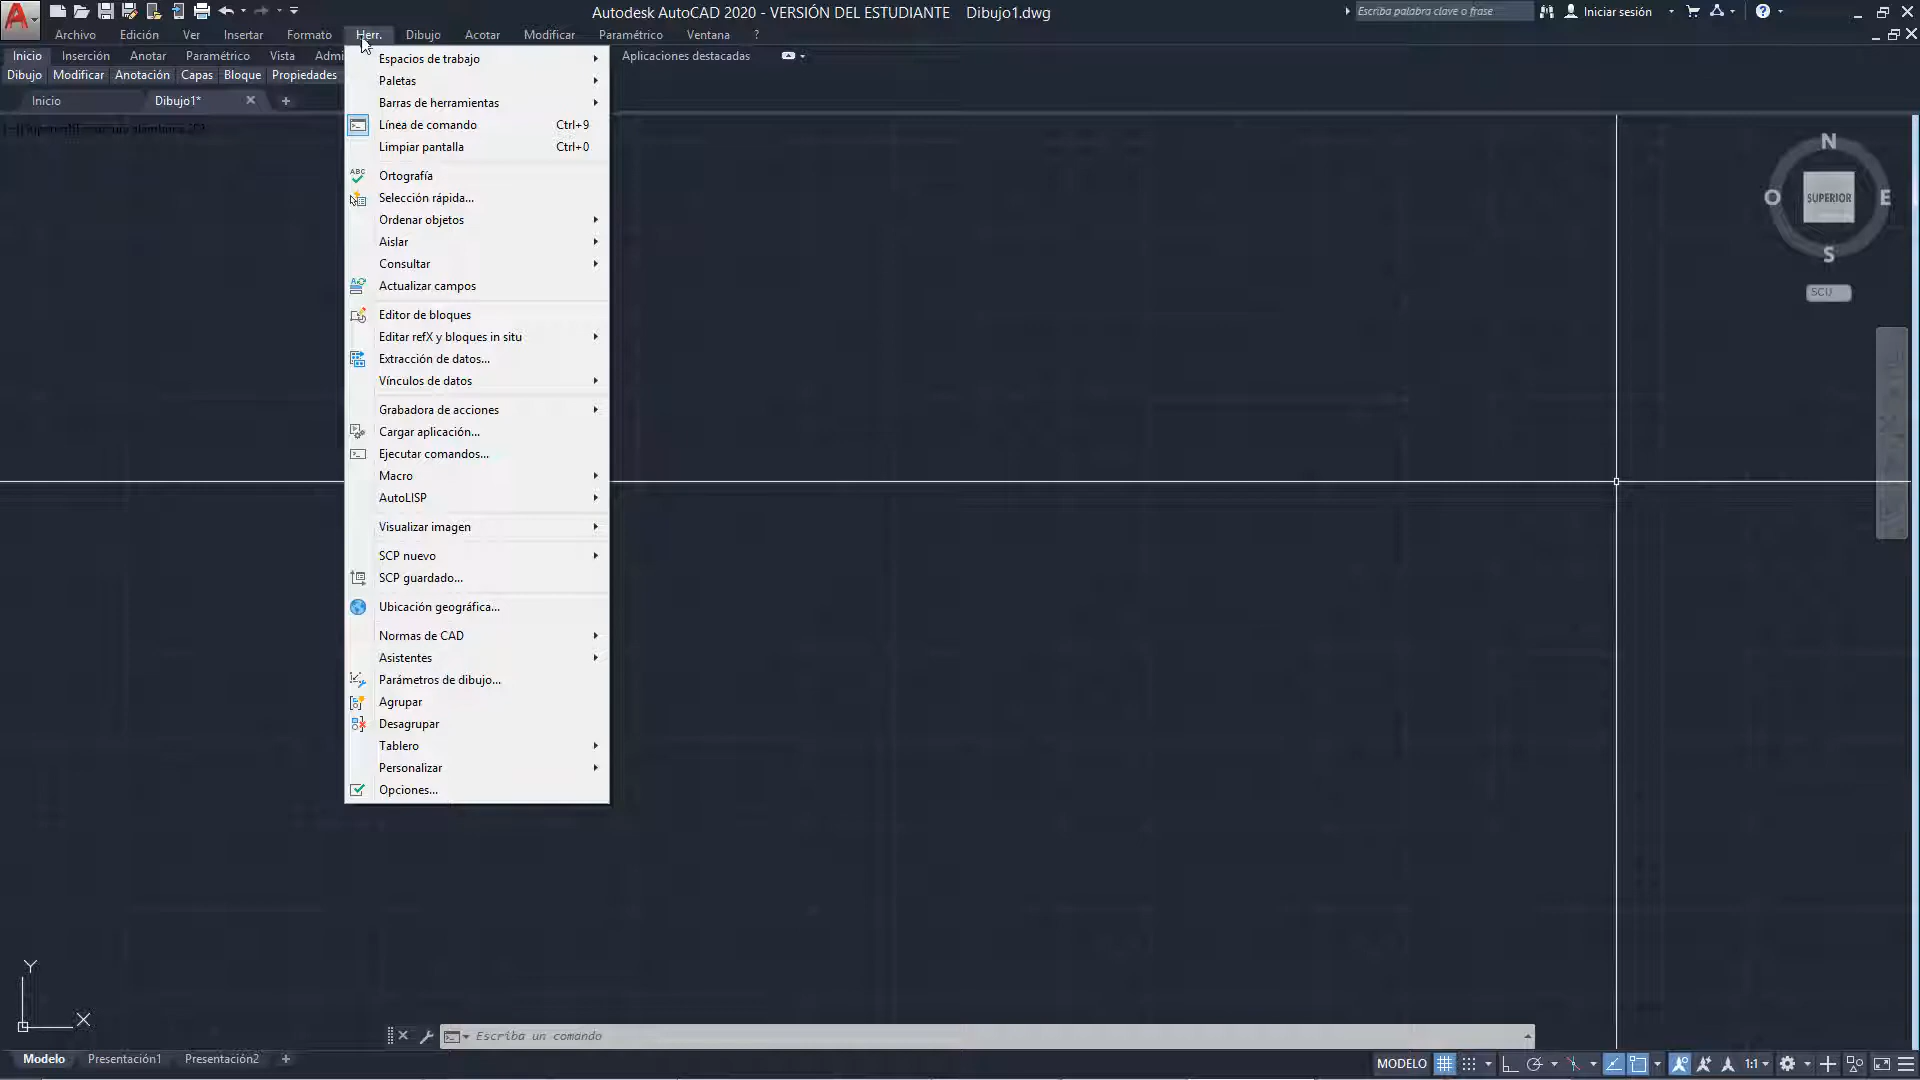 Autodesk AutoCAD 2020 - VERSIÓN DEL ESTUDIANTE Dibujo1.dwg
Escriba palabra clave o frase
Iniciar sesión
Archivo Edición Ver Insertar Formato Herr. Dibujo Acotar Modificar Paramétrico Ventana ?
Inicio Inserción Anotar Paramétrico Vista Admi Aplicaciones destacadas
Dibujo Modificar Anotación Capas Bloque Propiedades
Inicio Dibujo1*
Espacios de trabajo
Paletas
Barras de herramientas
Línea de comando Ctrl+9
Limpiar pantalla Ctrl+0
ABC Ortografía
Selección rápida...
Ordenar objetos
Aislar
Consultar
Actualizar campos
Editor de bloques
Editar refX y bloques in situ
Extracción de datos...
Vínculos de datos
Grabadora de acciones
Cargar aplicación...
Ejecutar comandos...
Macro
AutoLISP
Visualizar imagen
SCP nuevo
SCP guardado...
Ubicación geográfica...
Normas de CAD
Asistentes
Parámetros de dibujo...
Agrupar
Desagrupar
Tablero
Personalizar
Opciones...
N
O SUPERIOR E
S
SCU
Y
X
Escriba un comando
Modelo Presentación1 Presentación2 +
MODELO 1:1